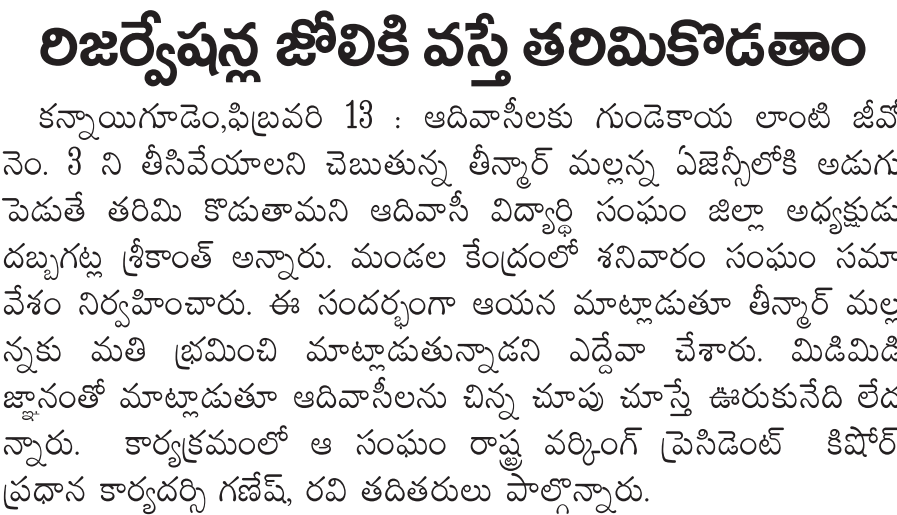 రిజర్వేషన్ల జోలికి వస్తే తరిమికొడతాం
కన్నాయిగూడెం,ఫిబ్రవరి 13 : ఆదివాసీలకు గుండెకాయ లాంటి జీవో
నెం. 3 ని తీసివేయాలని చెబుతున్న తీన్మార్ మల్లన్న ఏజెన్సీలోకి అడుగు
పెడుతే తరిమి కొడుతామని ఆదివాసీ విద్యార్థి సంఘం జిల్లా అధ్యక్షుడు
దబ్బగట్ల శ్రీకాంత్ అన్నారు. మండల కేంద్రంలో శనివారం సంఘం సమా
వేశం నిర్వహించారు. ఈ సందర్భంగా ఆయన మాట్లాడుతూ తీన్మార్ మల్ల
న్నకు మతి భ్రమించి మాట్లాడుతున్నాడని ఎద్దేవా చేశారు. మిడిమిడి
జ్ఞానంతో మాట్లాడుతూ ఆదివాసీలను చిన్న చూపు చూస్తే ఊరుకునేది లేద
న్నారు. కార్యక్రమంలో ఆ సంఘం రాష్ట్ర వర్కింగ్ ప్రెసిడెంట్ కిషోర్
ప్రధాన కార్యదర్సి గణేష్, రవి తదితరులు పాల్గొన్నారు.